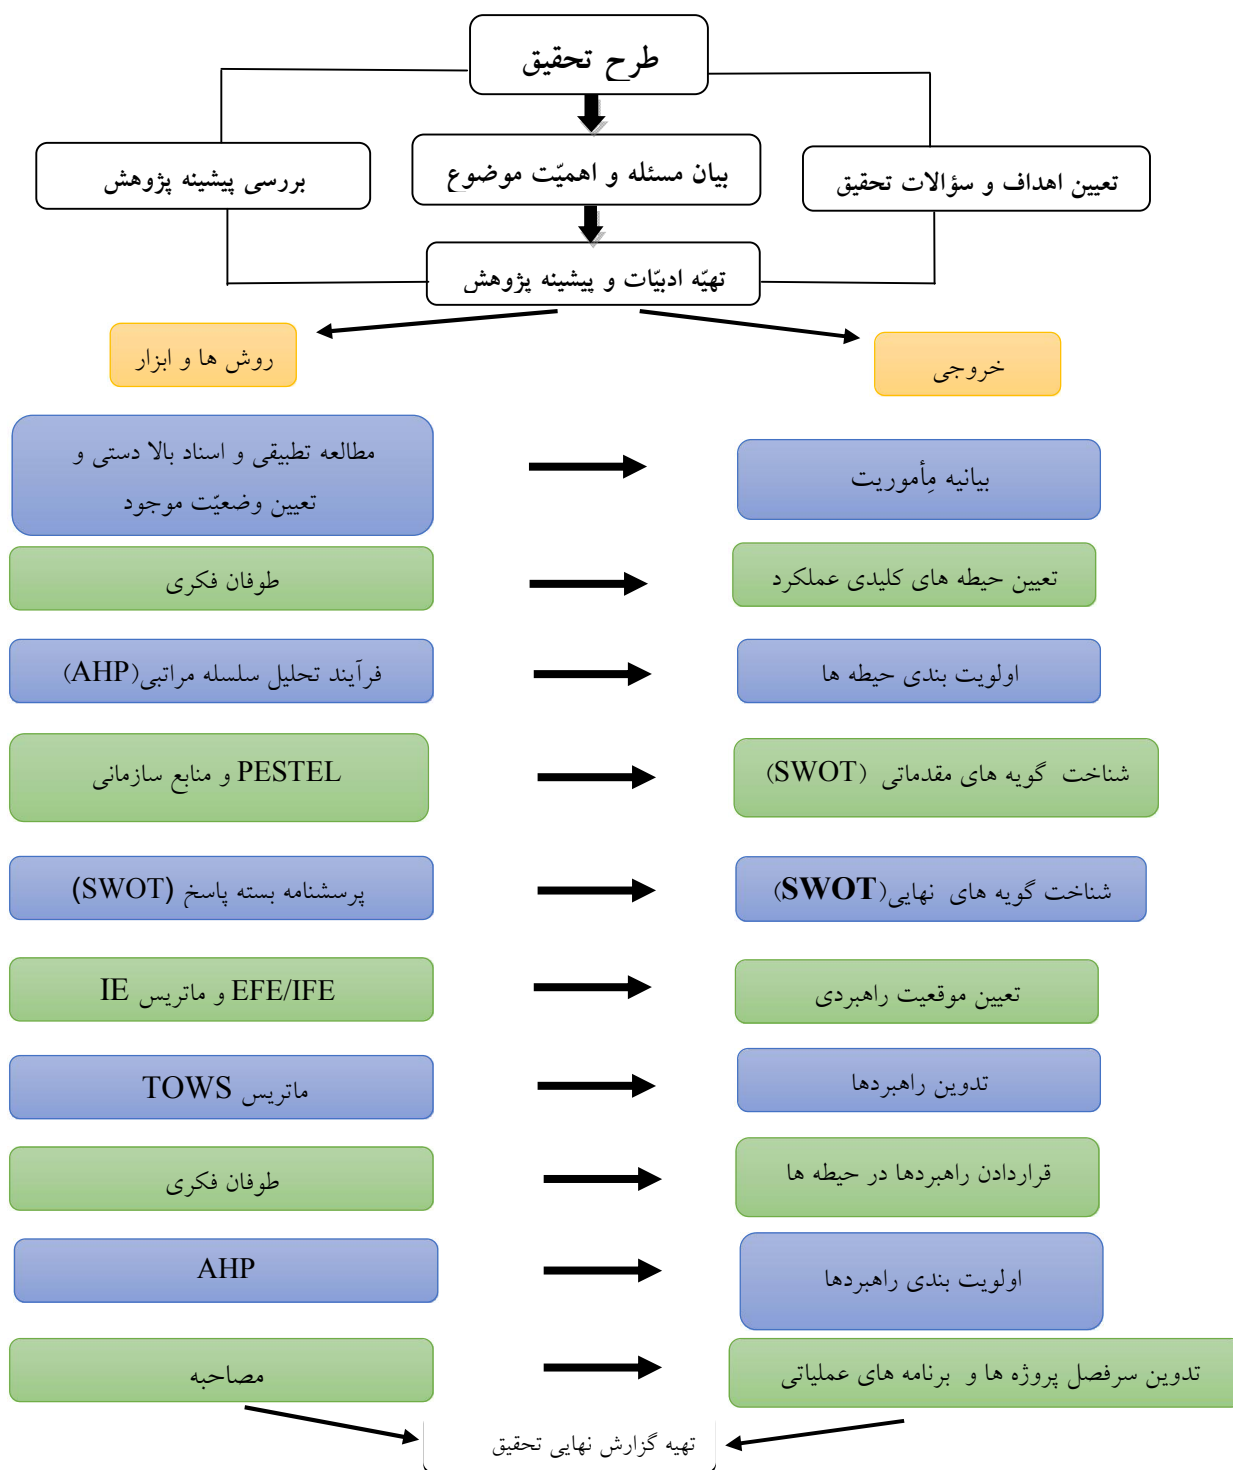 طرح تحقیق
تعیین اهداف و سؤالات تحقیق
بیان مسئله و اهمیّت موضوع
بررسی پیشینه پژوهش
تهیّه ادبیّات و پیشینه پژوهش
خروجی
روش ها و ابزار
بیانیه مِأموریت
مطالعه تطبیقی و اسناد بالا دستی و
تعیین وضعیّت موجود
تعیین حیطه های کلیدی عملکرد
طوفان فکری
اولویت بندی حیطه ها
فرآیند تحلیل سلسله مراتبی(AHP)
شناخت گویه های مقدماتی (SWOT)
PESTEL و منابع سازمانی
شناخت گویه های نهایی(SWOT)
پرسشنامه بسته پاسخ (SWOT)
تعیین موقعیت راهبردی
EFE/IFE و ماتریس IE
تدوین راهبردها
ماتریس TOWS
قراردادن راهبردها در حیطه ها
طوفان فکری
اولویت بندی راهبردها
AHP
تدوین سرفصل پروژه ها و برنامه های عملیاتی
مصاحبه
تهیه گزارش نهایی تحقیق